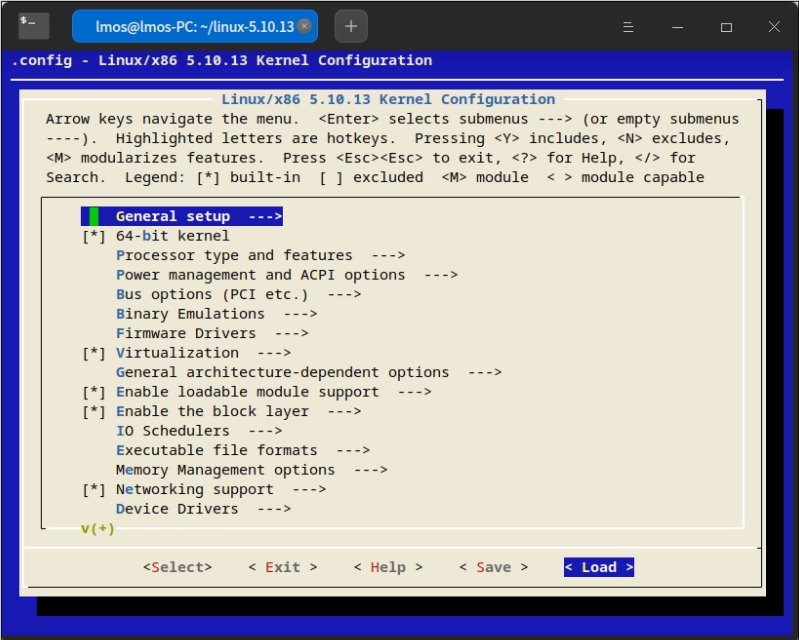 $_
lmos@lmos-PC: ~/linux-5.10.13
.config - Linux/x86 5.10.13 Kernel Configuration
Linux/x86 5.10.13 Kernel Configuration
Arrow keys navigate the menu.  <Enter> selects submenus ---> (or empty submenus
----).  Highlighted letters are hotkeys.  Pressing <Y> includes, <N> excludes,
<M> modularizes features.  Press <Esc><Esc> to exit, <?> for Help, </> for
Search.  Legend: [*] built-in  [ ] excluded  <M> module  < > module capable
General setup  --->
[*] 64-bit kernel
Processor type and features  --->
Power management and ACPI options  --->
Bus options (PCI etc.)  --->
Binary Emulations  --->
Firmware Drivers  --->
[*] Virtualization  --->
General architecture-dependent options  --->
[*] Enable loadable module support  --->
[*] Enable the block layer  --->
IO Schedulers  --->
Executable file formats  --->
Memory Management options  --->
[*] Networking support  --->
Device Drivers  --->
v(+)
<Select>    < Exit >    < Help >    < Save >    < Load >